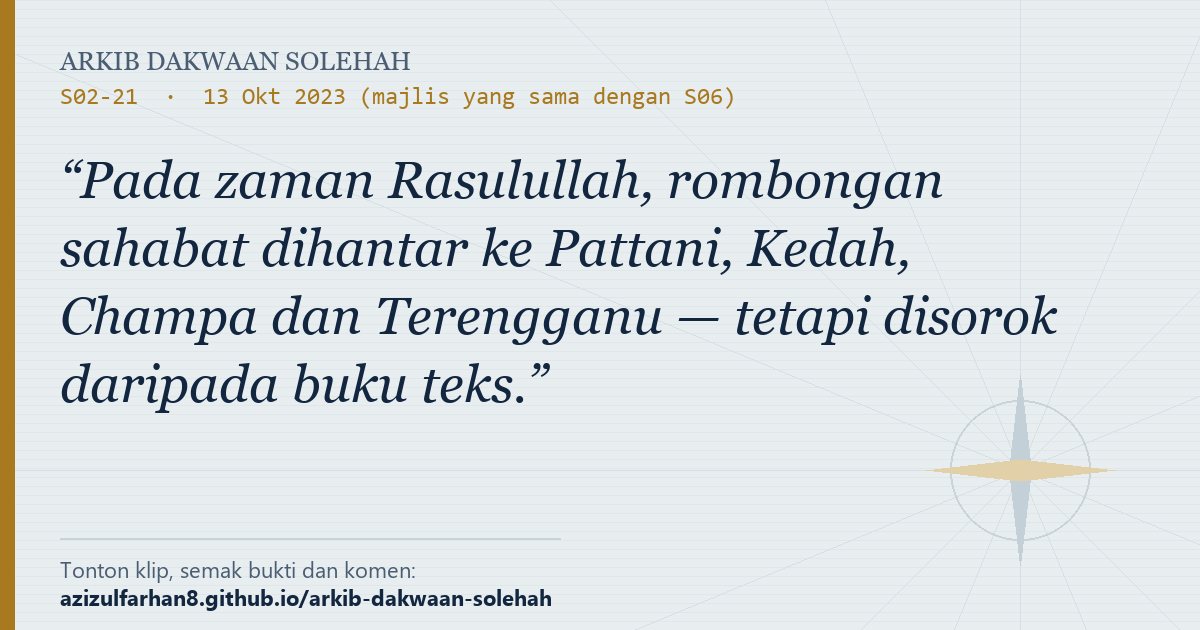 ARKIB DAKWAAN SOLEHAH
S02-21 · 13 Okt 2023 (majlis yang sama dengan S06)
“Pada zaman Rasulullah, rombongan
sahabat dihantar ke Pattani, Kedah,
Champa dan Terengganu — tetapi disorok
daripada buku teks.”
Tonton klip, semak bukti dan komen:
azizulfarhan8.github.io/arkib-dakwaan-solehah